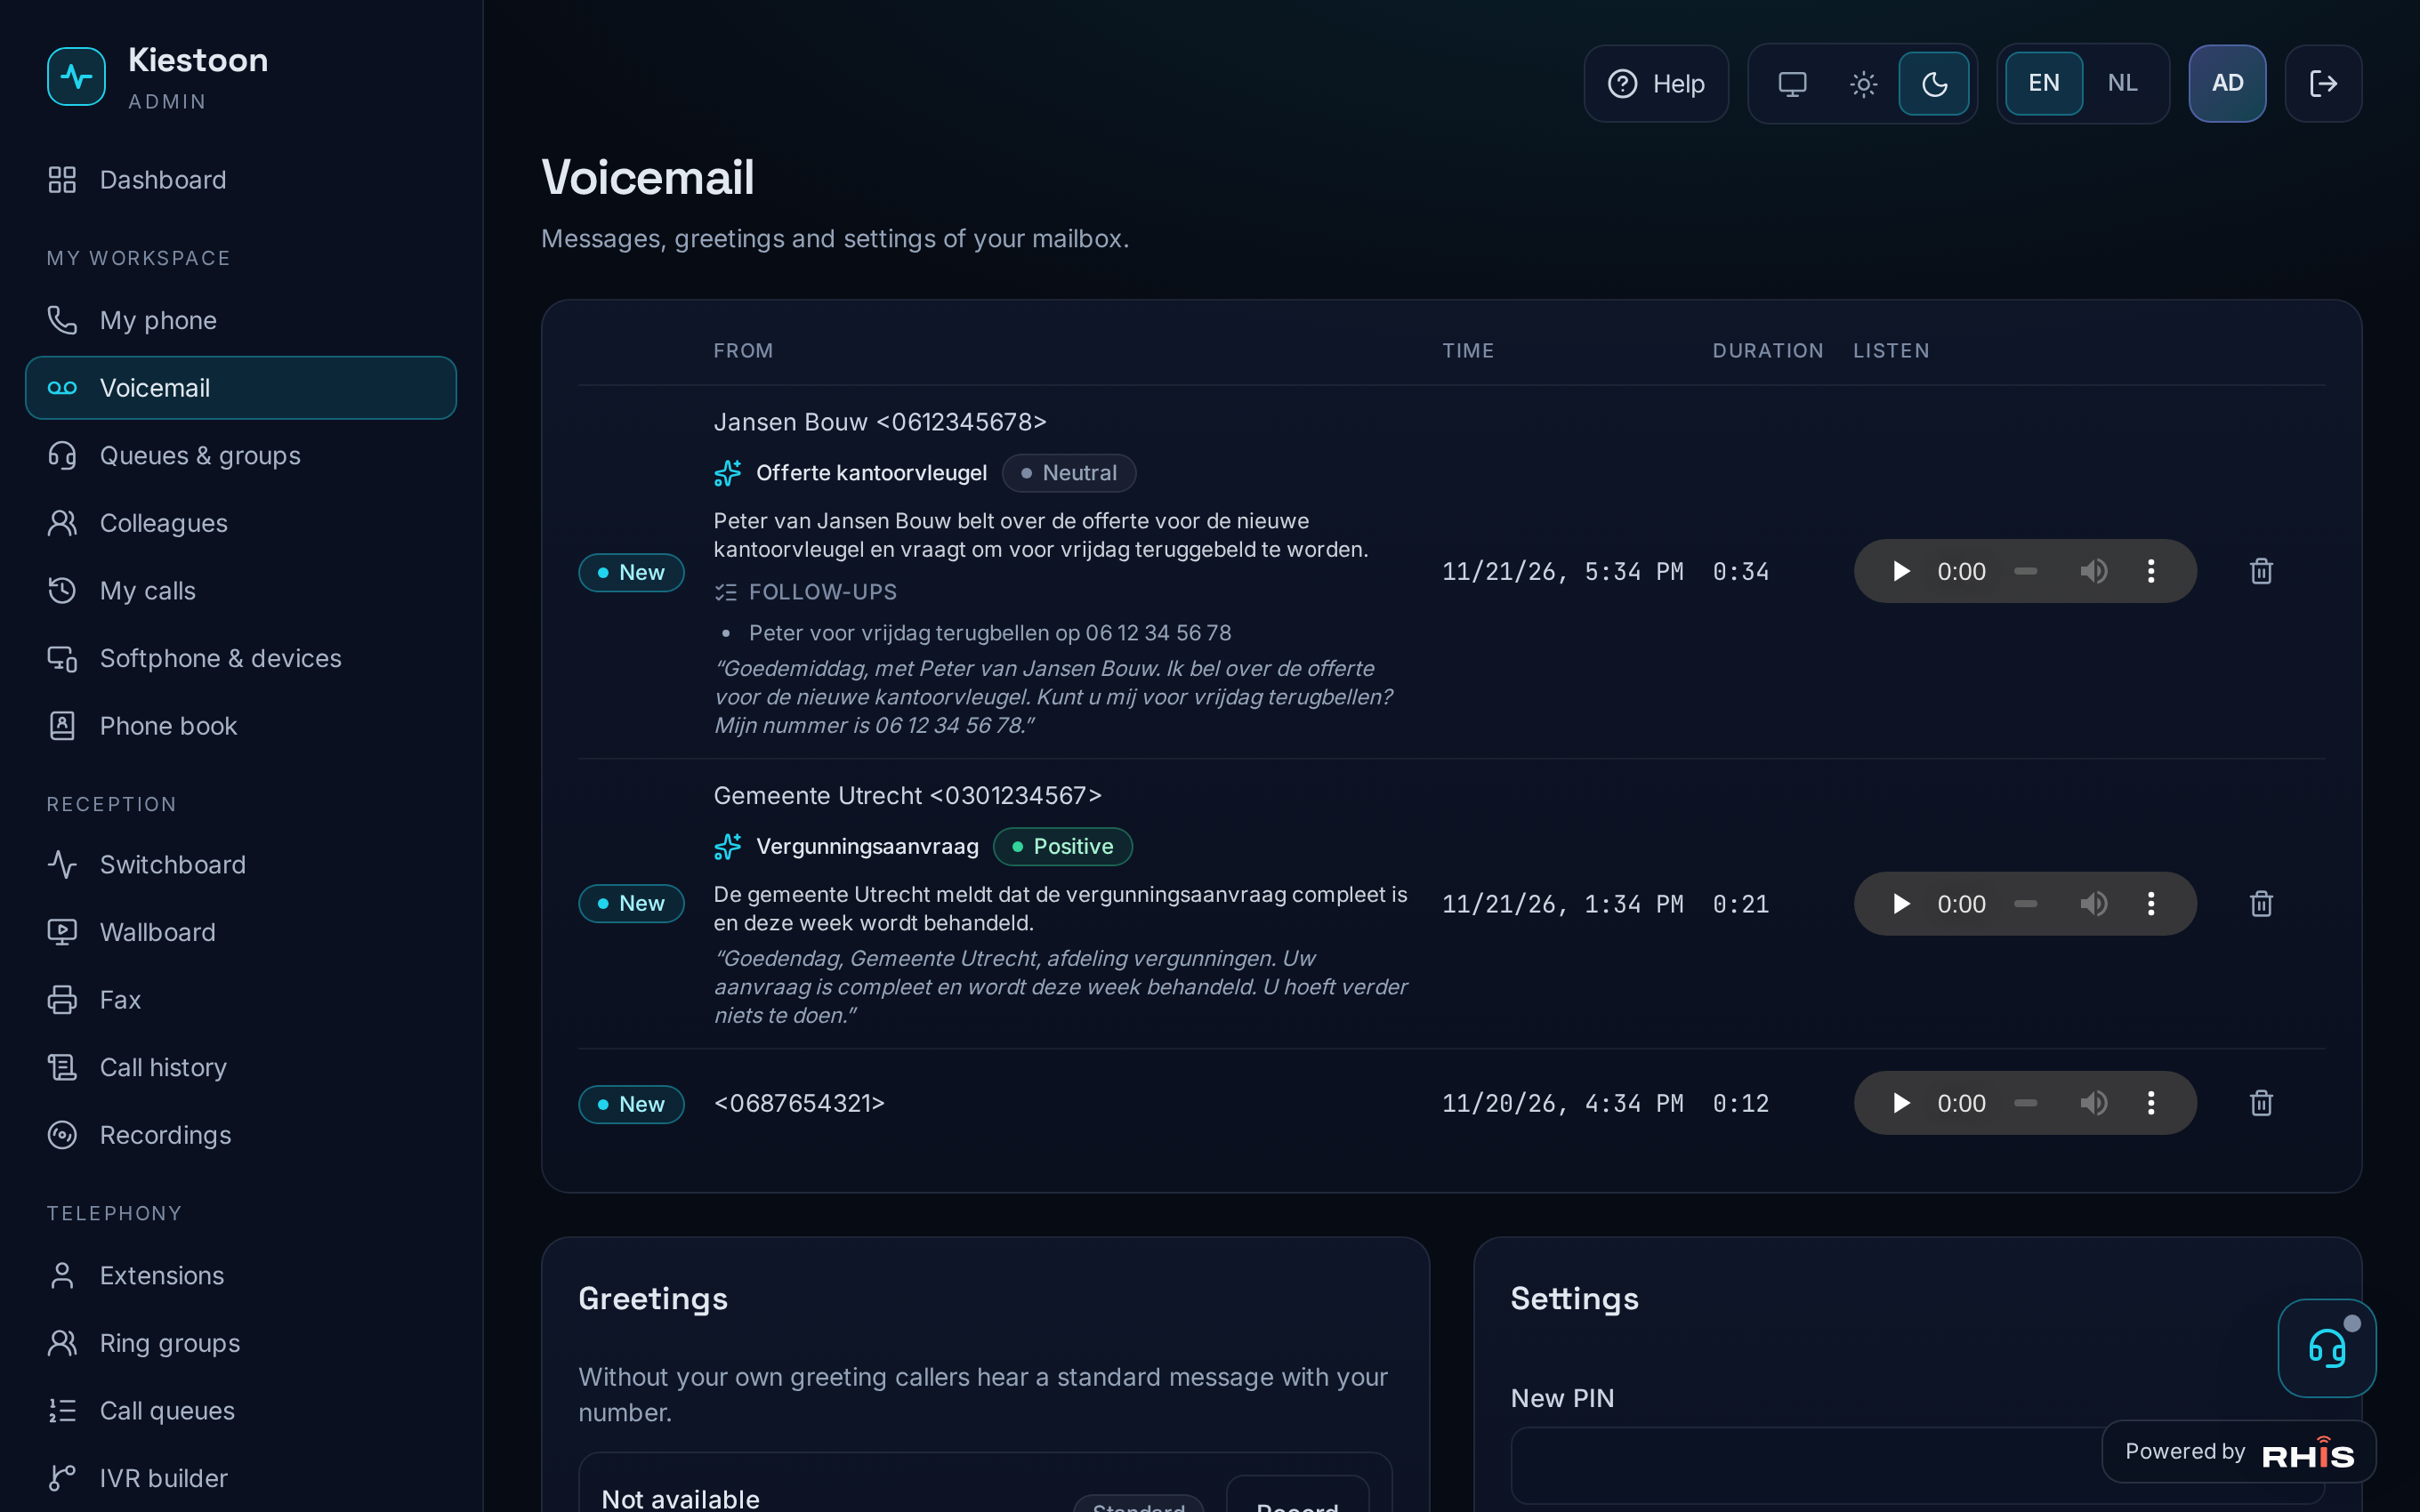 Kiestoon
ADMIN
Dashboard
MY WORKSPACE
My phone
Voicemail
Queues & groups
Colleagues
My calls
Softphone & devices
Phone book
RECEPTION
Switchboard
Wallboard
Fax
Call history
Recordings
TELEPHONY
Extensions
Ring groups
Call queues
IVR builder
Help
EN NL
AD
Voicemail
Messages, greetings and settings of your mailbox.
FROM TIME DURATION LISTEN
New
Jansen Bouw <0612345678>
Offerte kantoorvleugel Neutral
Peter van Jansen Bouw belt over de offerte voor de nieuwe
kantoorvleugel en vraagt om voor vrijdag teruggebeld te worden.
FOLLOW-UPS
• Peter voor vrijdag terugbellen op 06 12 34 56 78
“Goedemiddag, met Peter van Jansen Bouw. Ik bel over de offerte
voor de nieuwe kantoorvleugel. Kunt u mij voor vrijdag terugbellen?
Mijn nummer is 06 12 34 56 78.”
11/21/26, 5:34 PM 0:34 0:00
New
Gemeente Utrecht <0301234567>
Vergunningsaanvraag Positive
De gemeente Utrecht meldt dat de vergunningsaanvraag compleet is
en deze week wordt behandeld.
“Goedendag, Gemeente Utrecht, afdeling vergunningen. Uw
aanvraag is compleet en wordt deze week behandeld. U hoeft verder
niets te doen.”
11/21/26, 1:34 PM 0:21 0:00
New <0687654321> 11/20/26, 4:34 PM 0:12 0:00
Greetings
Without your own greeting callers hear a standard message with your
number.
Not available Standard Record
Settings
New PIN
Powered by RHIS